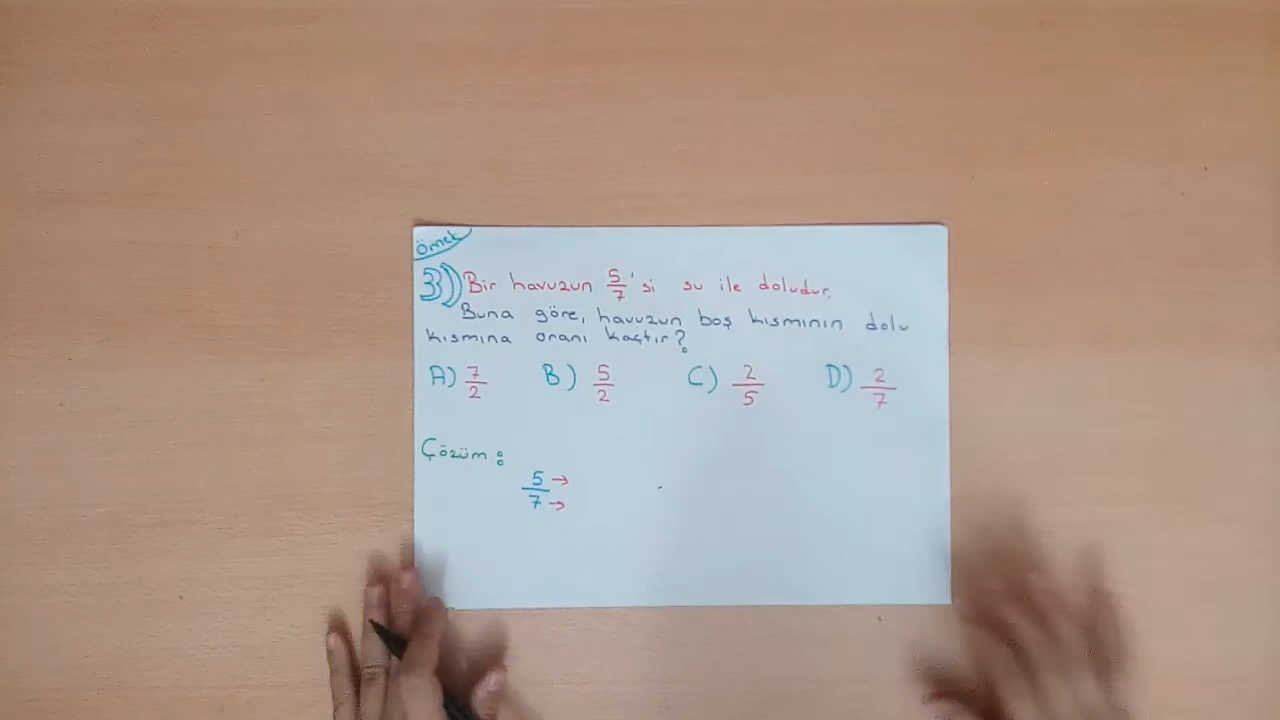 Örnek
3) Bir havuzun 5/7'si su ile doludur.
Buna göre, havuzun boş kısmının dolu
kısmına oranı kaçtır?
A) 7/2 B) 5/2 C) 2/5 D) 2/7
Çözüm:
5 →
7 →